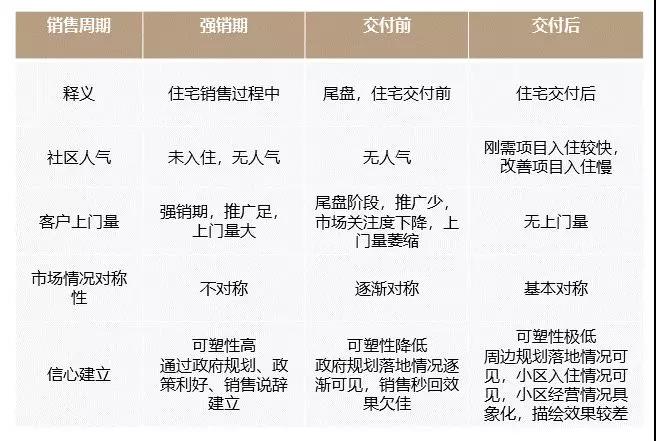 销售周期 强销期 交付前 交付后
释义 住宅销售过程中 尾盘，住宅交付前 住宅交付后
社区人气 未入住，无人气 无人气 刚需项目入住较快，
改善项目入住慢
客户上门量 强销期，推广足，
上门量大 尾盘阶段，推广少，
市场关注度下降，上
门量萎缩 无上门量
市场情况对称
性 不对称 逐渐对称 基本对称
信心建立 可塑性高
通过政府规划、政
策利好、销售说辞
建立 可塑性降低
政府规划落地情况逐
渐可见，销售秒回效
果欠佳 可塑性极低
周边规划落地情况可
见，小区入住情况可
见，小区经营情况具
象化，描绘效果较差